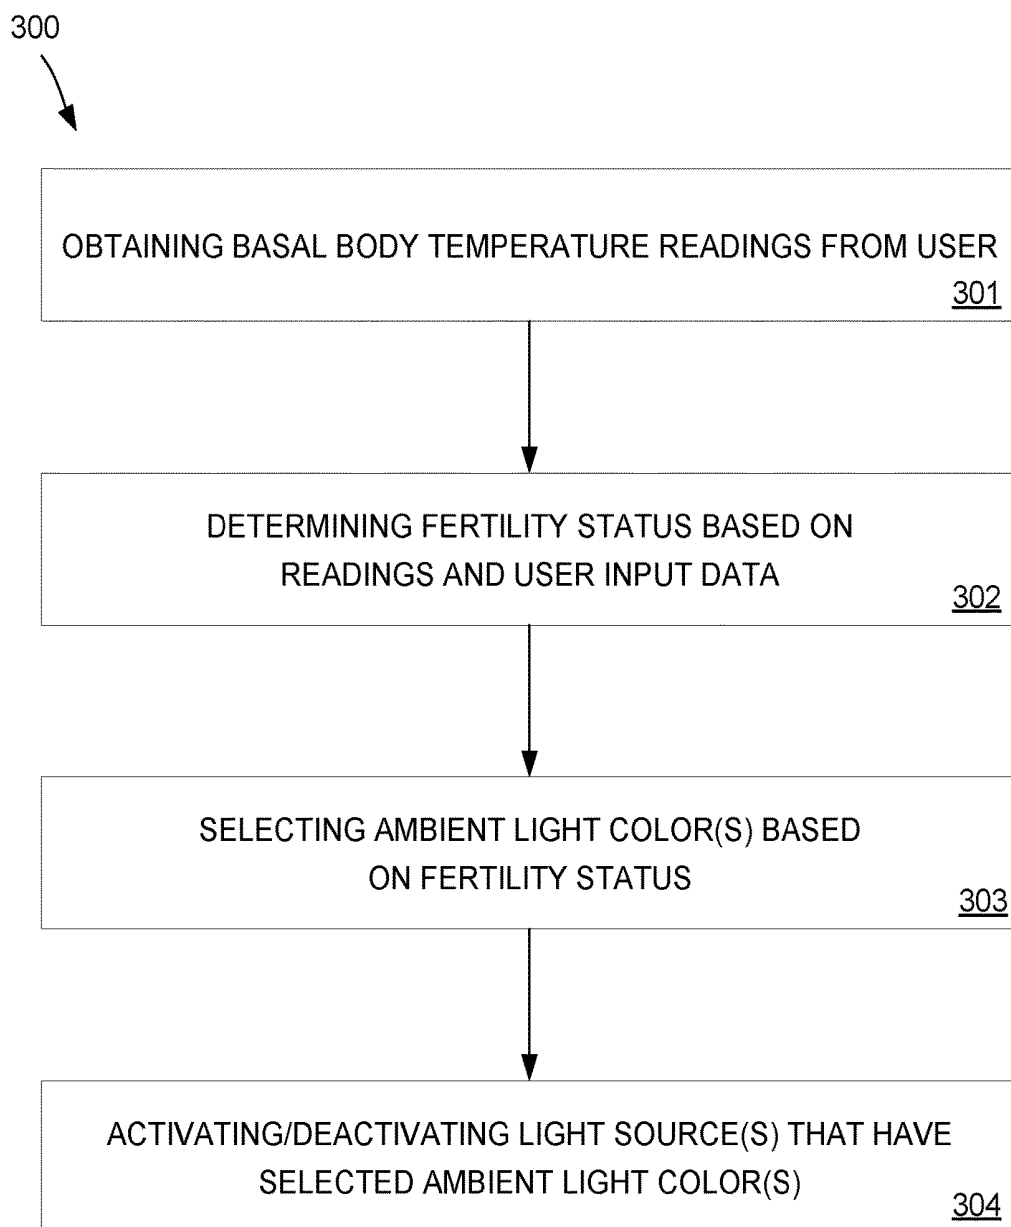 300
OBTAINING BASAL BODY TEMPERATURE READINGS FROM USER
301
DETERMINING FERTILITY STATUS BASED ON
READINGS AND USER INPUT DATA
302
SELECTING AMBIENT LIGHT COLOR(S) BASED
ON FERTILITY STATUS
303
ACTIVATING/DEACTIVATING LIGHT SOURCE(S) THAT HAVE
SELECTED AMBIENT LIGHT COLOR(S)
304